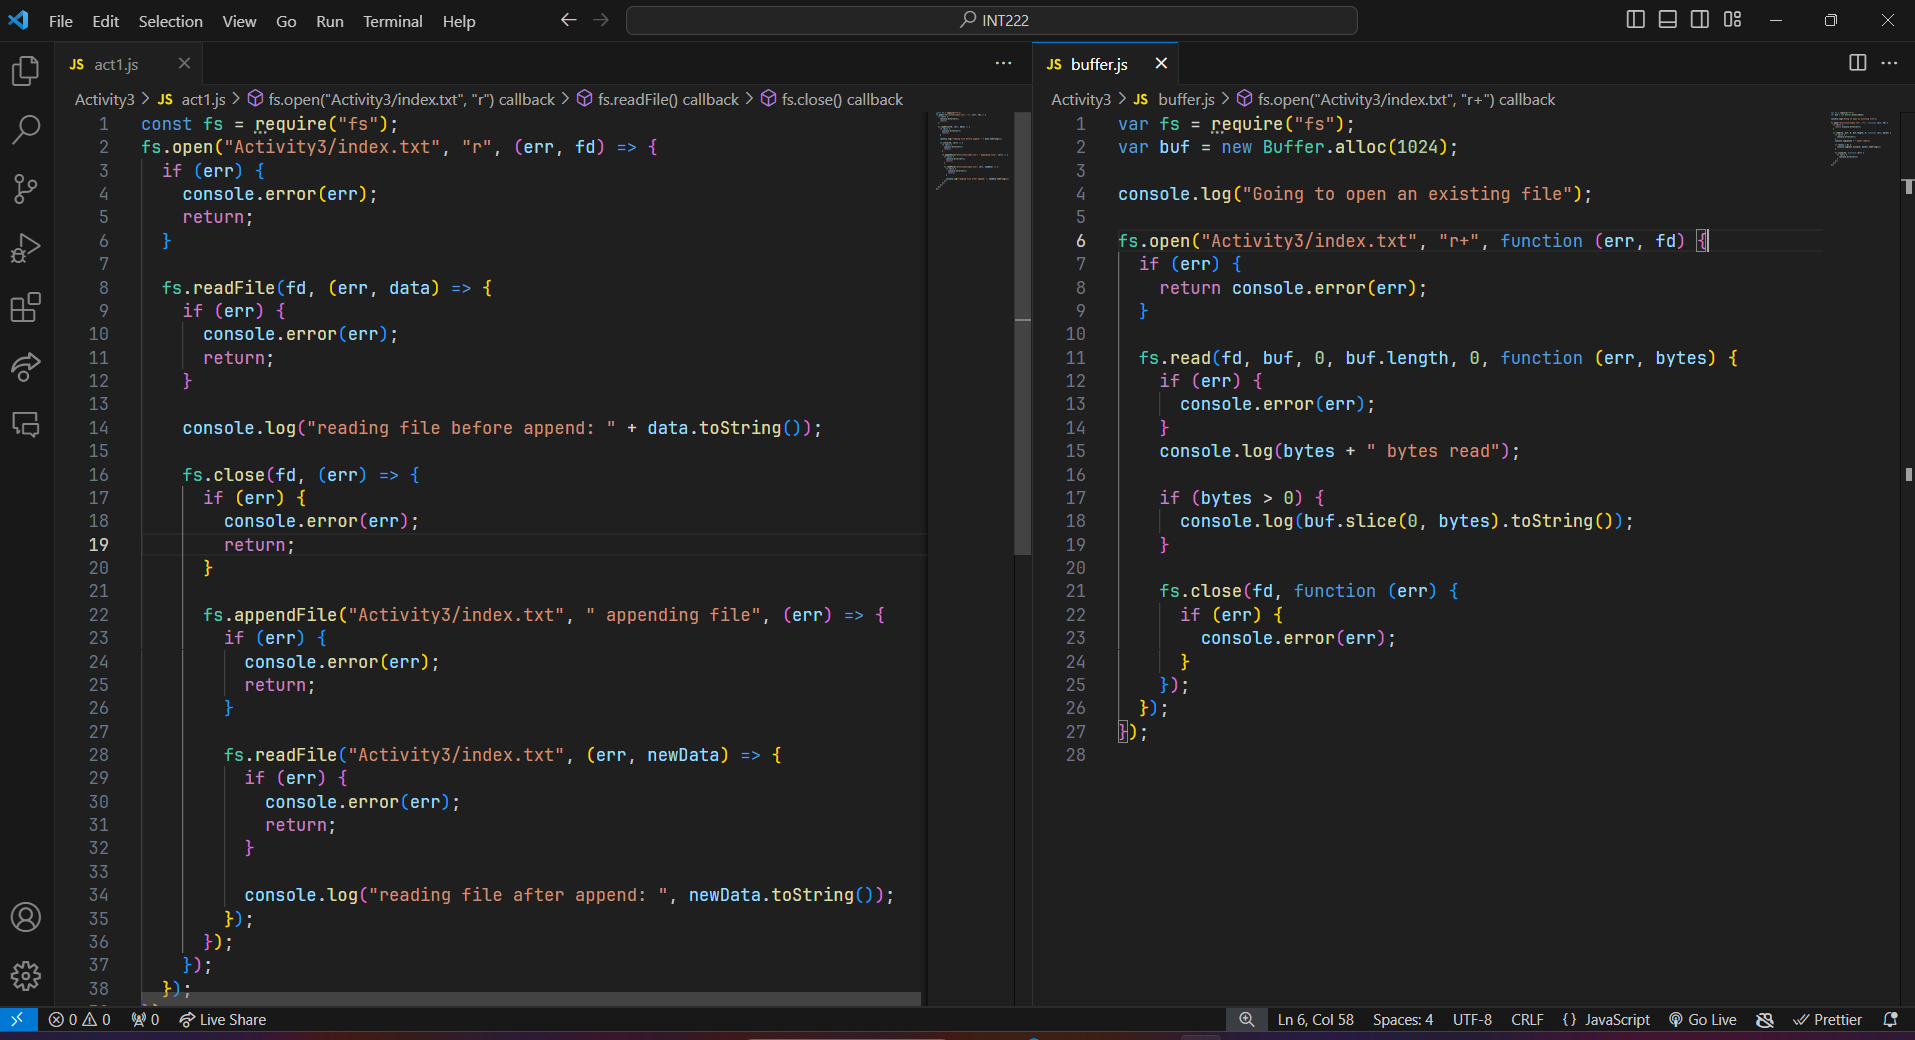 File Edit Selection View Go Run Terminal Help
INT222
JS act1.js
Activity3 > JS act1.js > fs.open("Activity3/index.txt", "r") callback > fs.readFile() callback > fs.close() callback
1 const fs = require("fs");
2 fs.open("Activity3/index.txt", "r", (err, fd) => {
3 if (err) {
4 console.error(err);
5 return;
6 }
7
8 fs.readFile(fd, (err, data) => {
9 if (err) {
10 console.error(err);
11 return;
12 }
13
14 console.log("reading file before append: " + data.toString());
15
16 fs.close(fd, (err) => {
17 if (err) {
18 console.error(err);
19 return;
20 }
21
22 fs.appendFile("Activity3/index.txt", " appending file", (err) => {
23 if (err) {
24 console.error(err);
25 return;
26 }
27
28 fs.readFile("Activity3/index.txt", (err, newData) => {
29 if (err) {
30 console.error(err);
31 return;
32 }
33
34 console.log("reading file after append: ", newData.toString());
35 });
36 });
37 });
38 });
JS buffer.js
Activity3 > JS buffer.js > fs.open("Activity3/index.txt", "r+") callback
1 var fs = require("fs");
2 var buf = new Buffer.alloc(1024);
3
4 console.log("Going to open an existing file");
5
6 fs.open("Activity3/index.txt", "r+", function (err, fd) {
7 if (err) {
8 return console.error(err);
9 }
10
11 fs.read(fd, buf, 0, buf.length, 0, function (err, bytes) {
12 if (err) {
13 console.error(err);
14 }
15 console.log(bytes + " bytes read");
16
17 if (bytes > 0) {
18 console.log(buf.slice(0, bytes).toString());
19 }
20
21 fs.close(fd, function (err) {
22 if (err) {
23 console.error(err);
24 }
25 });
26 });
27 });
28
0 0 0 Live Share Ln 6, Col 58 Spaces: 4 UTF-8 CRLF {} JavaScript Go Live Prettier